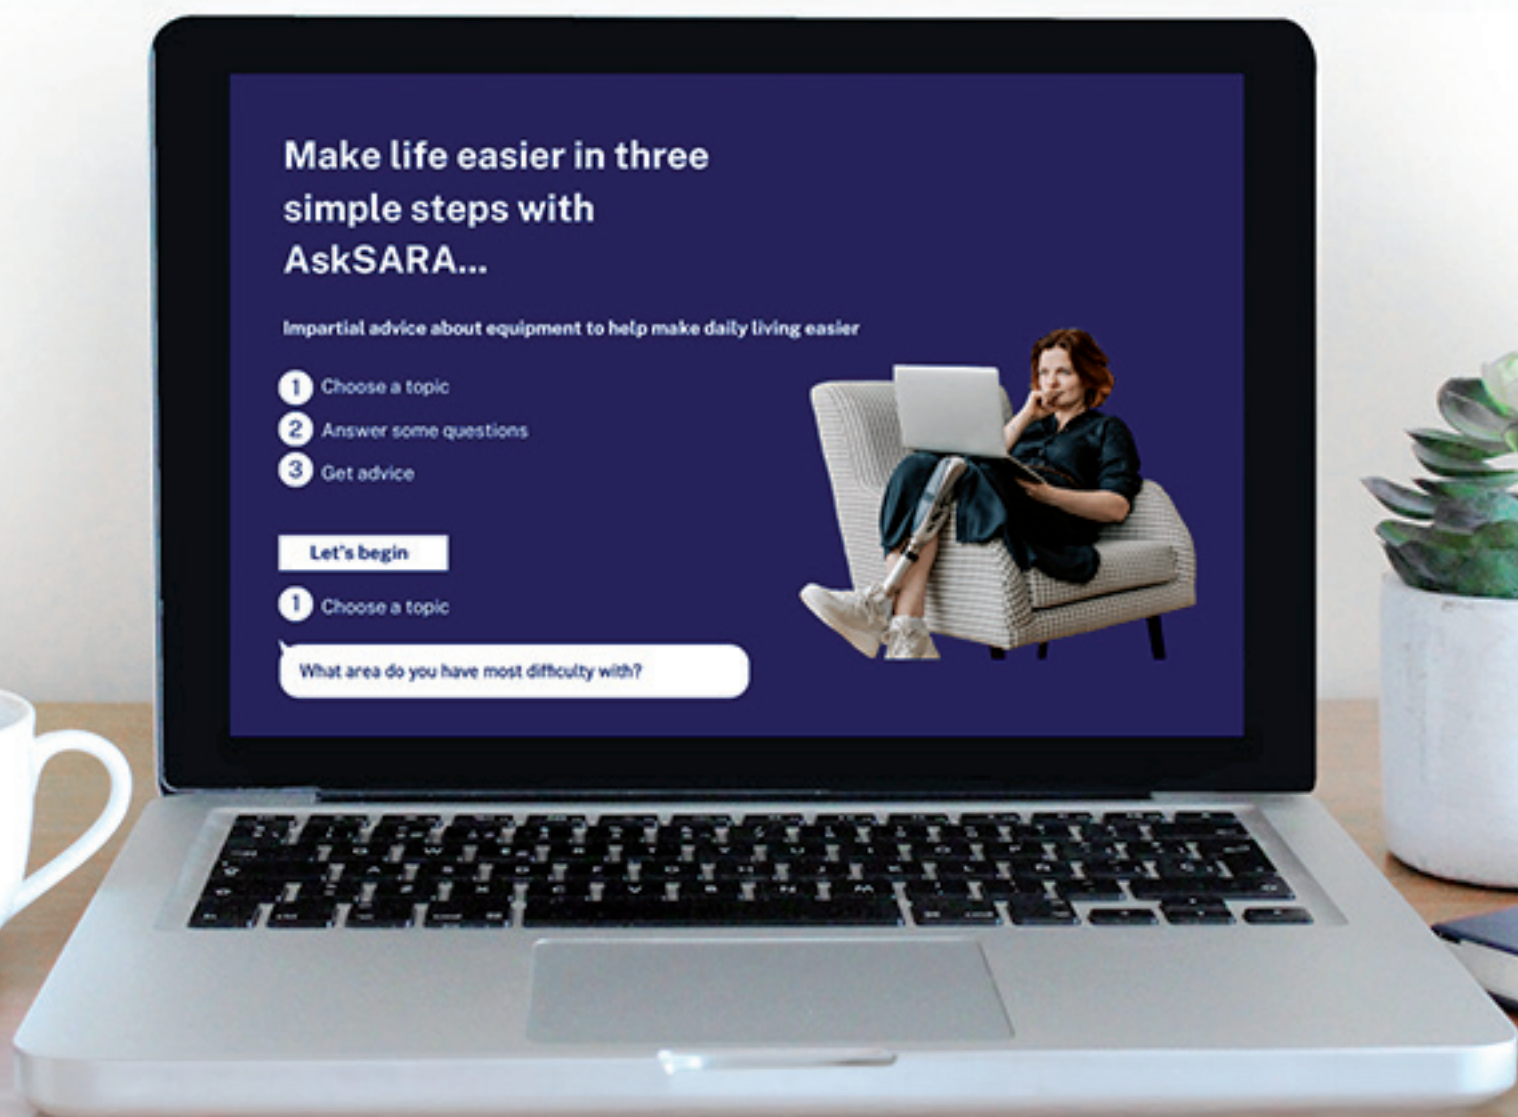 Make life easier in three
simple steps with
AskSARA...
Impartial advice about equipment to help make daily living easier
1 Choose a topic
2 Answer some questions
3 Get advice
Let's begin
1 Choose a topic
What area do you have most difficulty with?